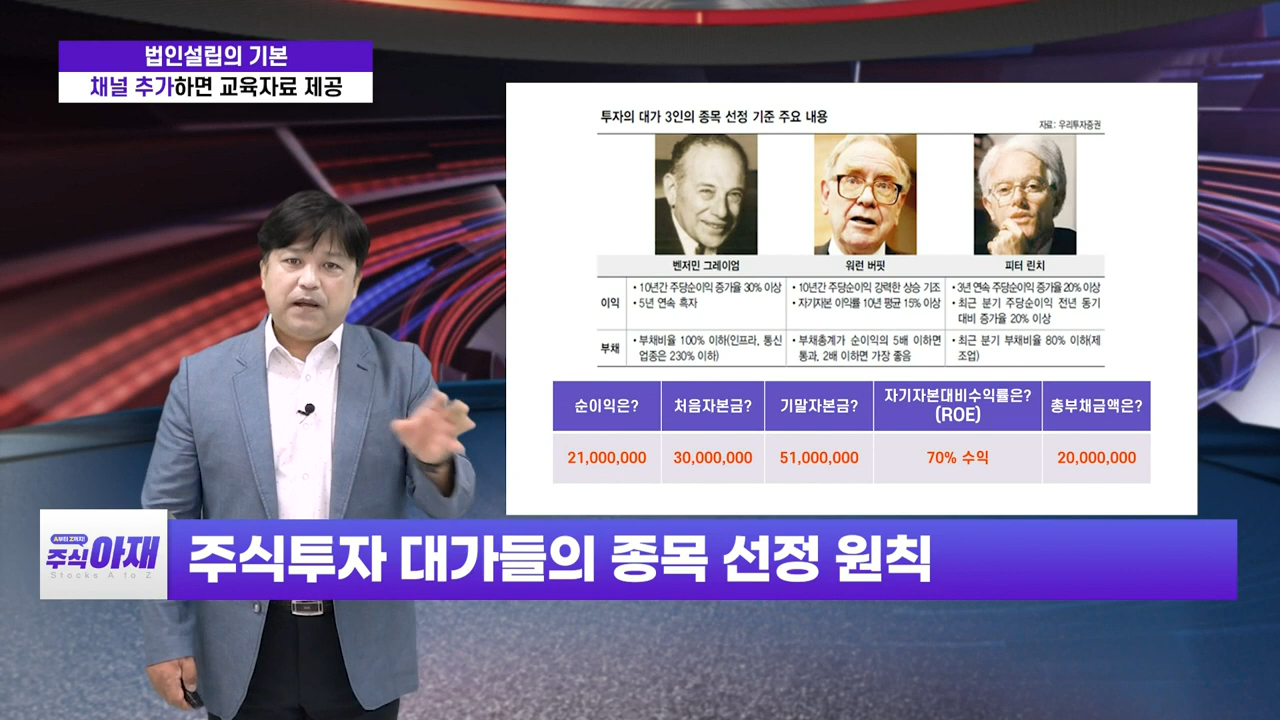 법인설립의 기본
채널 추가하면 교육자료 제공
투자의 대가 3인의 종목 선정 기준 주요 내용
자료: 우리투자증권
벤저민 그레이엄 워런 버핏 피터 린치
이익
• 10년간 주당순이익 증가율 30% 이상
• 5년 연속 흑자
• 10년간 주당순이익 강력한 상승 기조
• 자기자본 이익률 10년 평균 15% 이상
• 3년 연속 주당순이익 증가율 20% 이상
• 최근 분기 주당순이익 전년 동기
대비 증가율 20% 이상
부채
• 부채비율 100% 이하(인프라, 통신
업종은 230% 이하)
• 부채총계가 순이익의 5배 이하면
통과, 2배 이하면 가장 좋음
• 최근 분기 부채비율 80% 이하(제
조업)
순이익은? 처음자본금? 기말자본금? 자기자본대비수익률은? 총부채금액은?
(ROE)
21,000,000 30,000,000 51,000,000 70% 수익 20,000,000
A부터 Z까지!
주식아재
Stocks A to Z
주식투자 대가들의 종목 선정 원칙